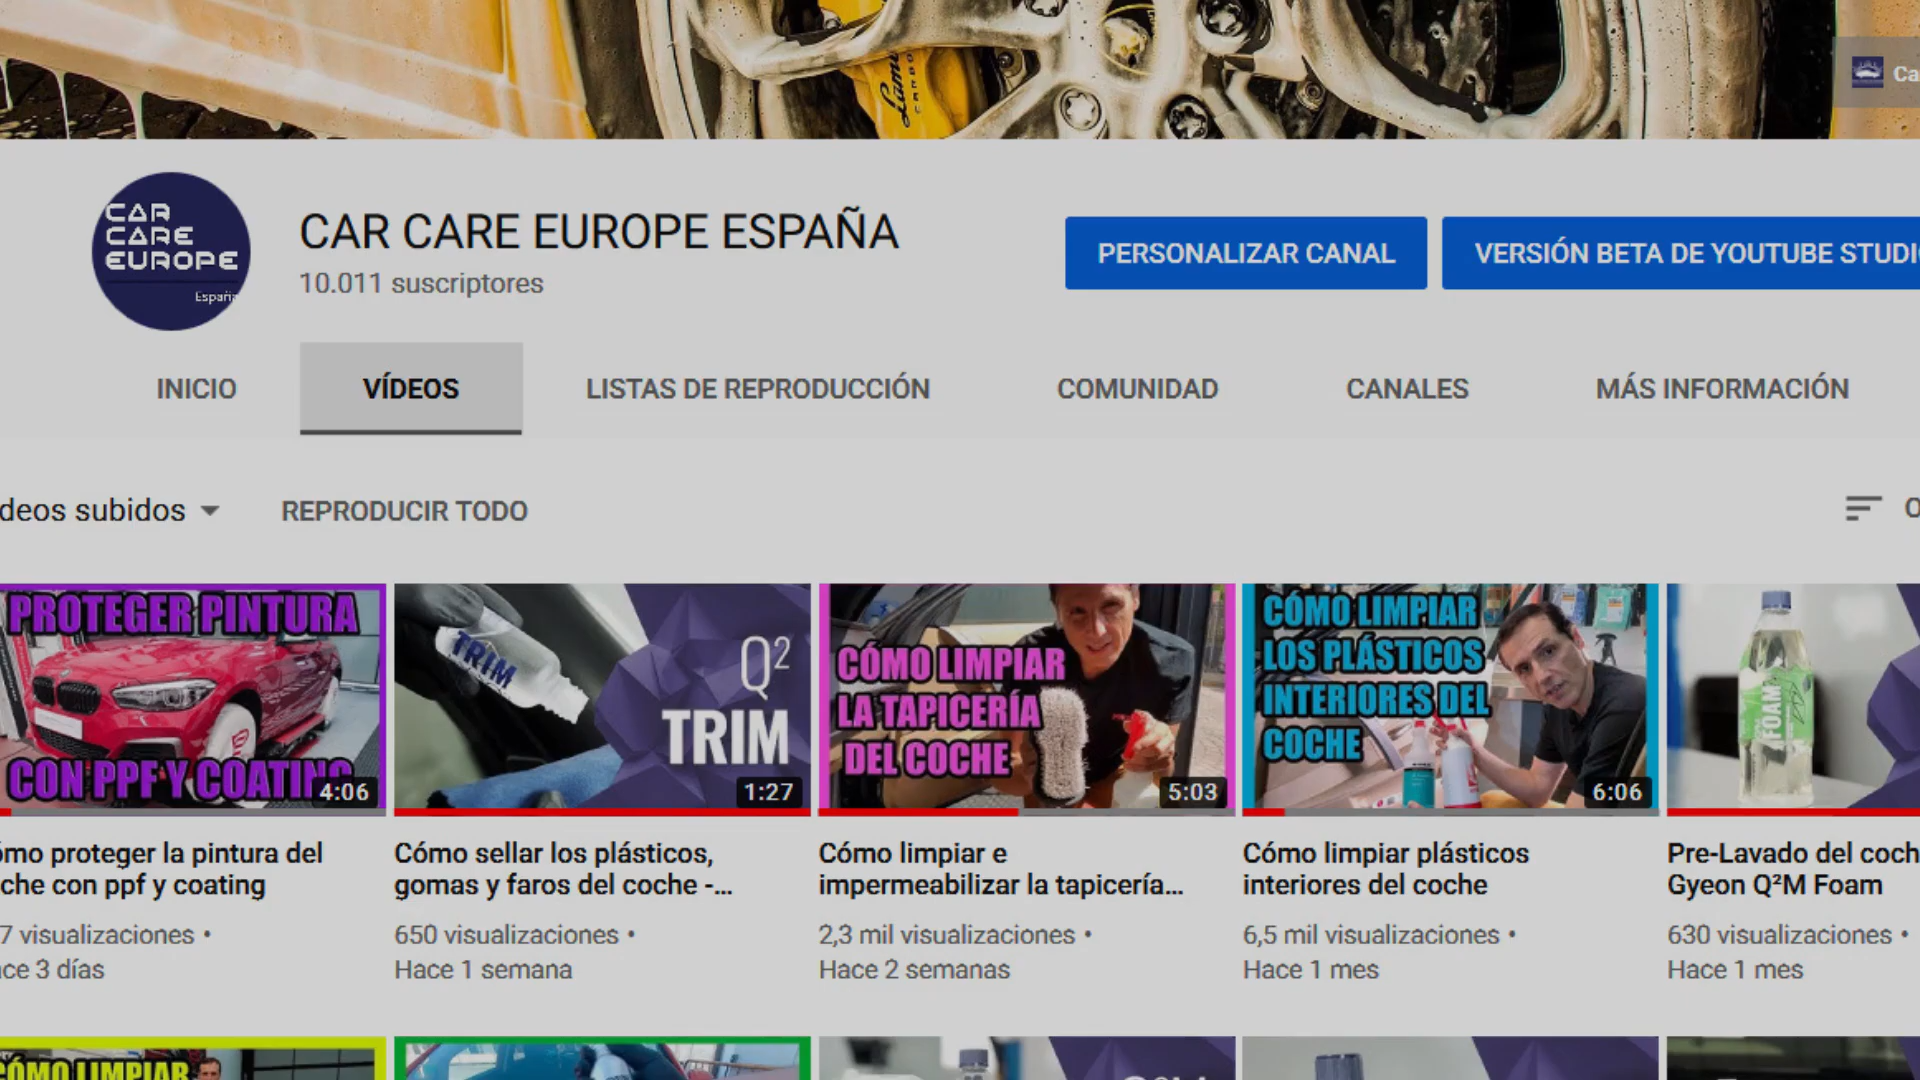 Ca
CAR
CARE
EUROPE
España
CAR CARE EUROPE ESPAÑA
10.011 suscriptores
PERSONALIZAR CANAL
VERSIÓN BETA DE YOUTUBE STUDI
INICIO
VÍDEOS
LISTAS DE REPRODUCCIÓN
COMUNIDAD
CANALES
MÁS INFORMACIÓN
deos subidos
REPRODUCIR TODO
O
PROTEGER PINTURA
CON PPF Y COATING
4:06
TRIM
Q²
TRIM
1:27
CÓMO LIMPIAR
LA TAPICERÍA
DEL COCHE
5:03
CÓMO LIMPIAR
LOS PLÁSTICOS
INTERIORES DEL
COCHE
6:06
FOAM
ómo proteger la pintura del
che con ppf y coating
7 visualizaciones •
ce 3 días
Cómo sellar los plásticos,
gomas y faros del coche -...
650 visualizaciones •
Hace 1 semana
Cómo limpiar e
impermeabilizar la tapicería...
2,3 mil visualizaciones •
Hace 2 semanas
Cómo limpiar plásticos
interiores del coche
6,5 mil visualizaciones •
Hace 1 mes
Pre-Lavado del coch
Gyeon Q²M Foam
630 visualizaciones •
Hace 1 mes
CÓMO LIMPIAR